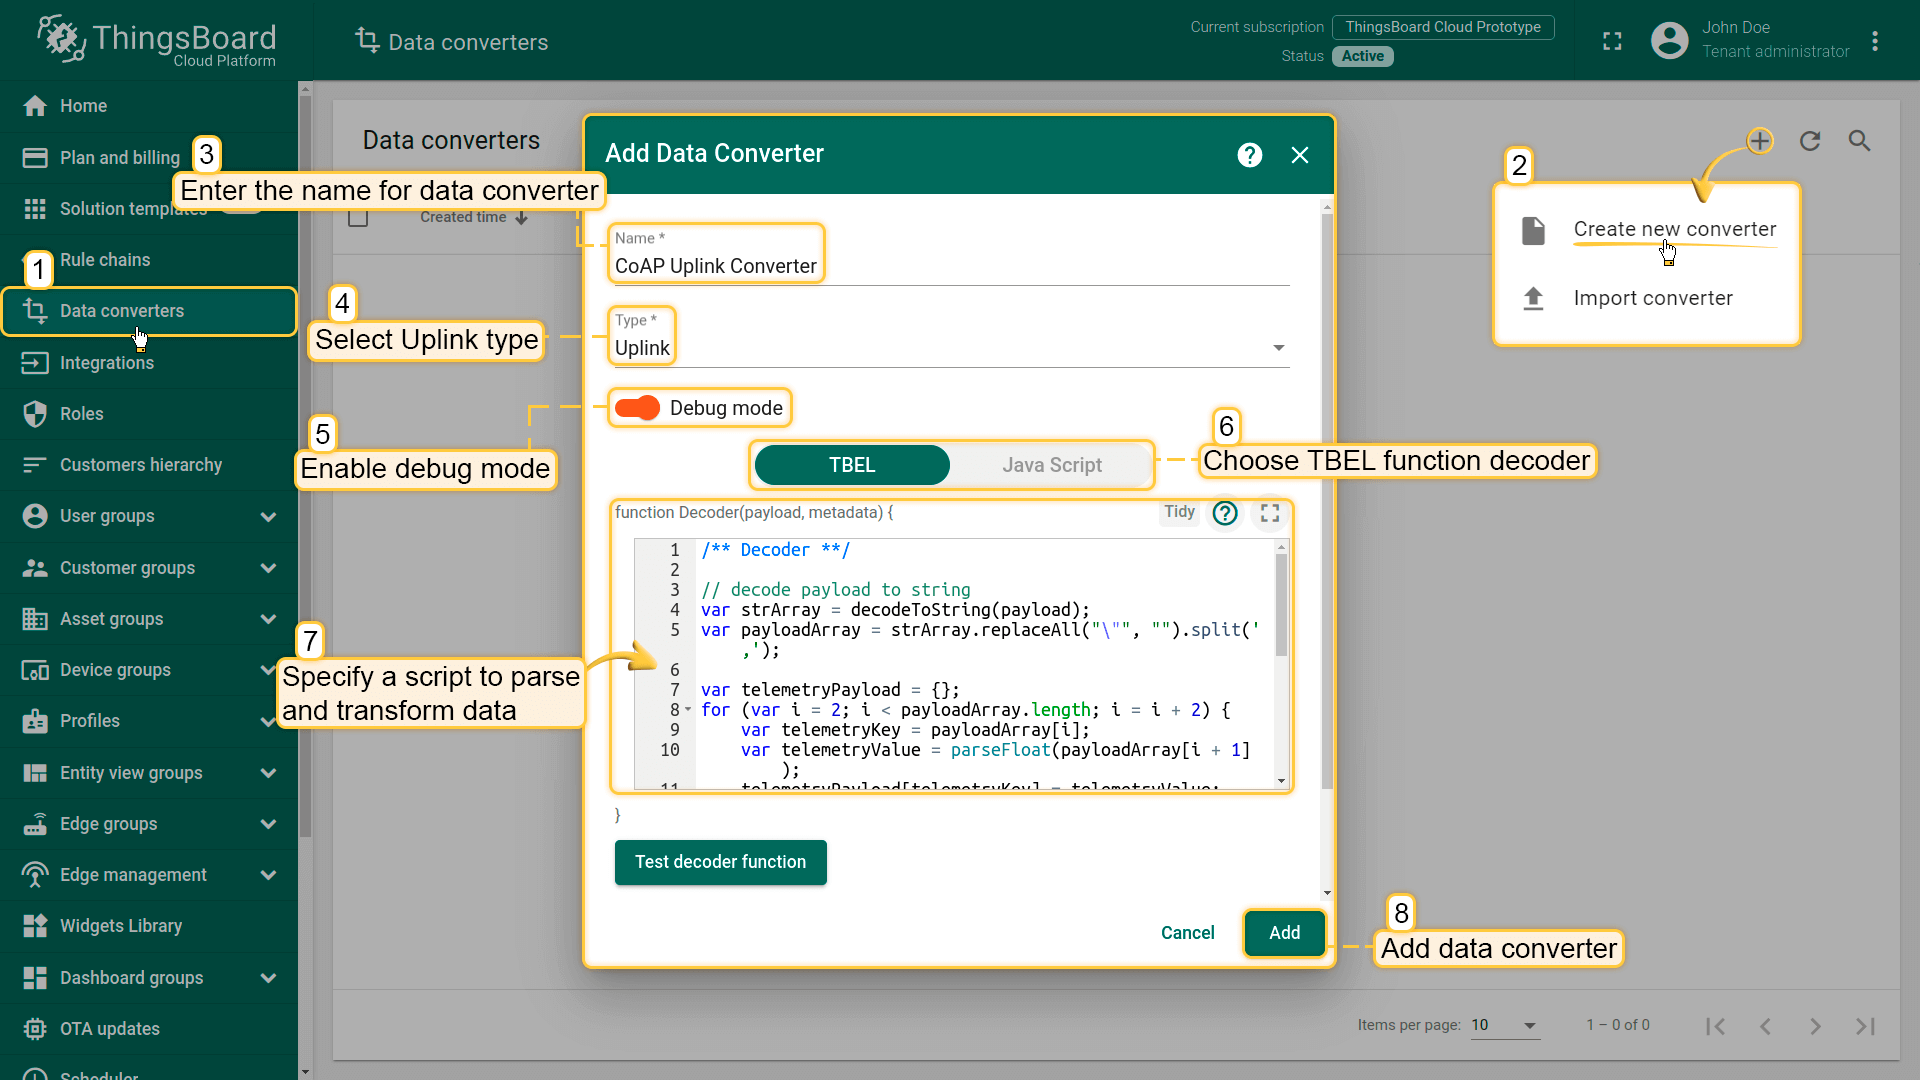 ThingsBoard
Cloud Platform
Data converters
Current subscription ThingsBoard Cloud Prototype
Status Active
John Doe
Tenant administrator
Home
Plan and billing
Solution templates
Rule chains
Data converters
Integrations
Roles
Customers hierarchy
User groups
Customer groups
Asset groups
Device groups
Profiles
Entity view groups
Edge groups
Edge management
Widgets Library
Dashboard groups
OTA updates
Scheduler
1
Data converters
Created time
2
Create new converter
Import converter
3
Enter the name for data converter
4
Select Uplink type
5
Enable debug mode
6
Choose TBEL function decoder
7
Specify a script to parse
and transform data
8
Add data converter
Add Data Converter
Name *
CoAP Uplink Converter
Type *
Uplink
Debug mode
TBEL Java Script
function Decoder(payload, metadata) {
Tidy
1 /** Decoder **/
2
3 // decode payload to string
4 var strArray = decodeToString(payload);
5 var payloadArray = strArray.replaceAll("\"", "").split('
,');
6
7 var telemetryPayload = {};
8 for (var i = 2; i < payloadArray.length; i = i + 2) {
9 var telemetryKey = payloadArray[i];
10 var telemetryValue = parseFloat(payloadArray[i + 1]
);
11 telemetryPayload[telemetryKey] = telemetryValue;
}
Test decoder function
Cancel Add
Items per page: 10 1 – 0 of 0